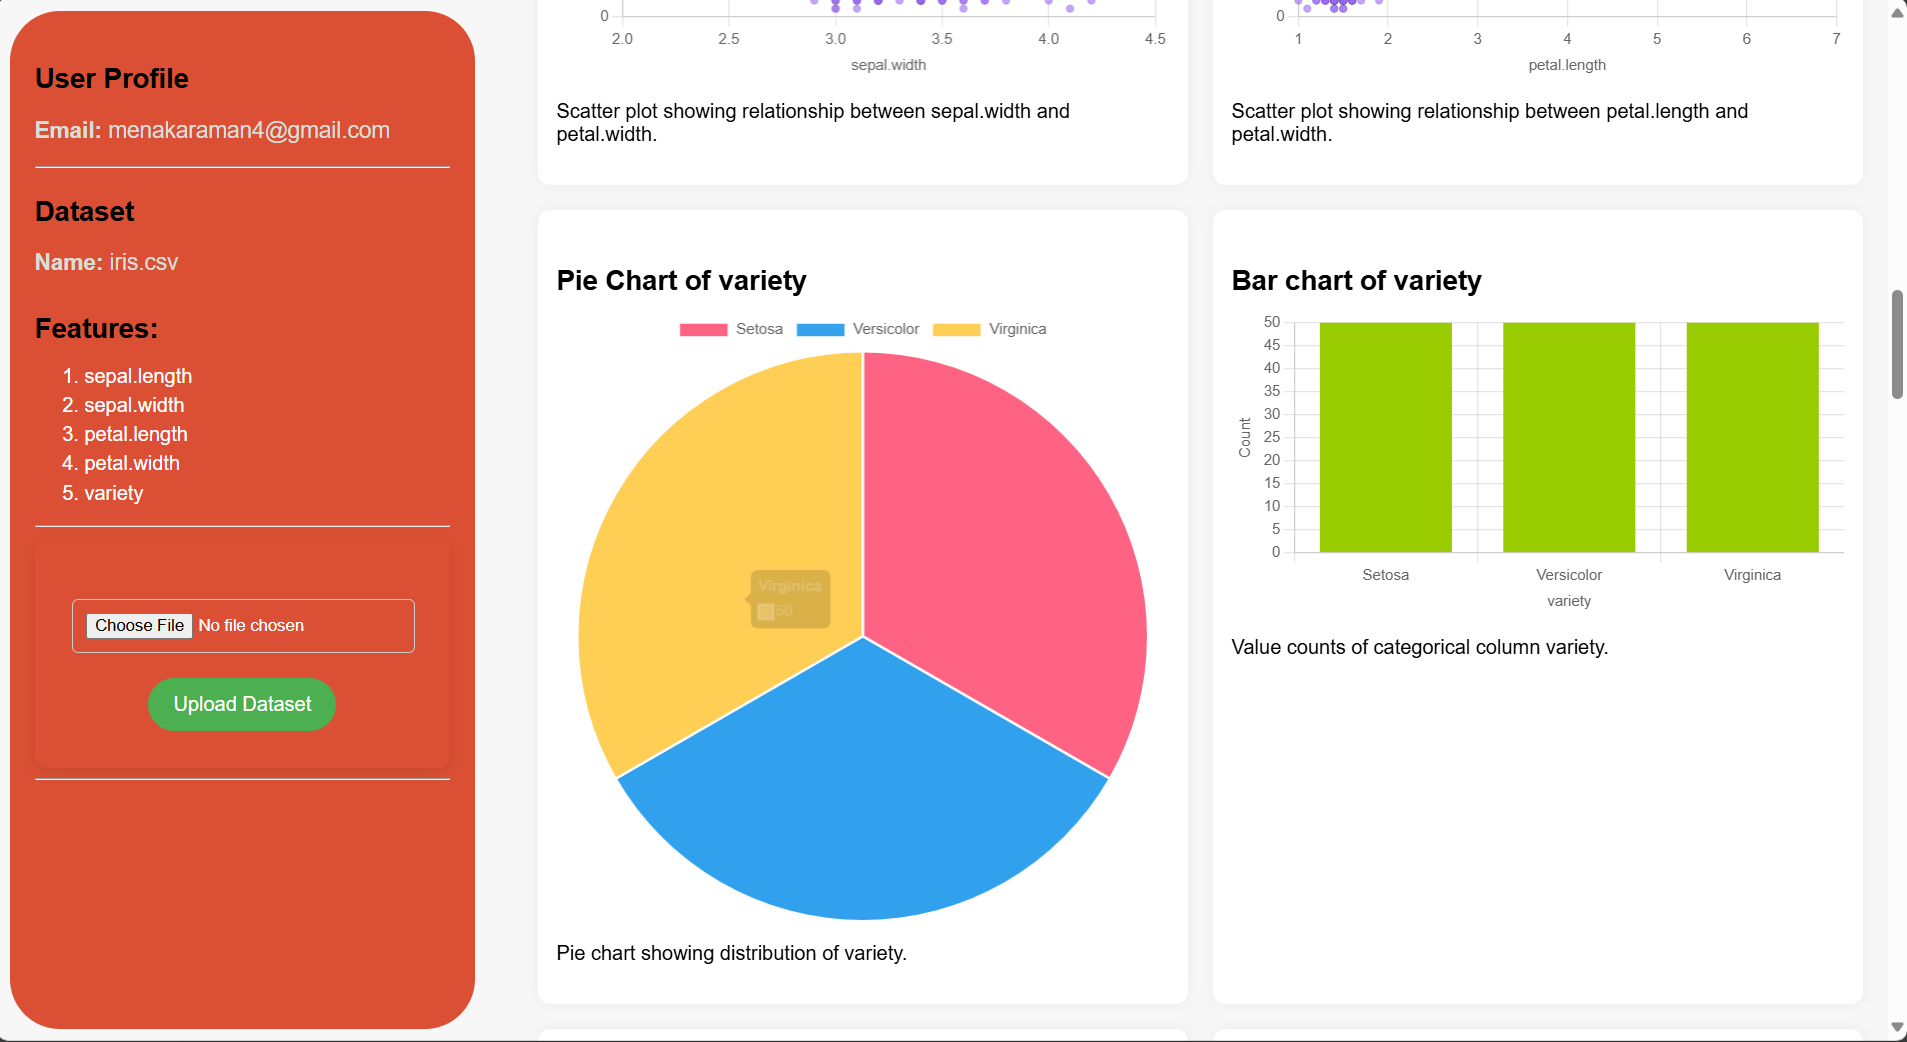 User Profile
Email: menakaraman4@gmail.com
Dataset
Name: iris.csv
Features:
1. sepal.length
2. sepal.width
3. petal.length
4. petal.width
5. variety
Choose File No file chosen
Upload Dataset
0
2.0 2.5 3.0 3.5 4.0 4.5
sepal.width
Scatter plot showing relationship between sepal.width and
petal.width.
0
1 2 3 4 5 6 7
petal.length
Scatter plot showing relationship between petal.length and
petal.width.
Pie Chart of variety
Setosa Versicolor Virginica
Virginica
50
Pie chart showing distribution of variety.
Bar chart of variety
50
45
40
35
30
25
20
15
10
5
0
Count
Setosa Versicolor Virginica
variety
Value counts of categorical column variety.